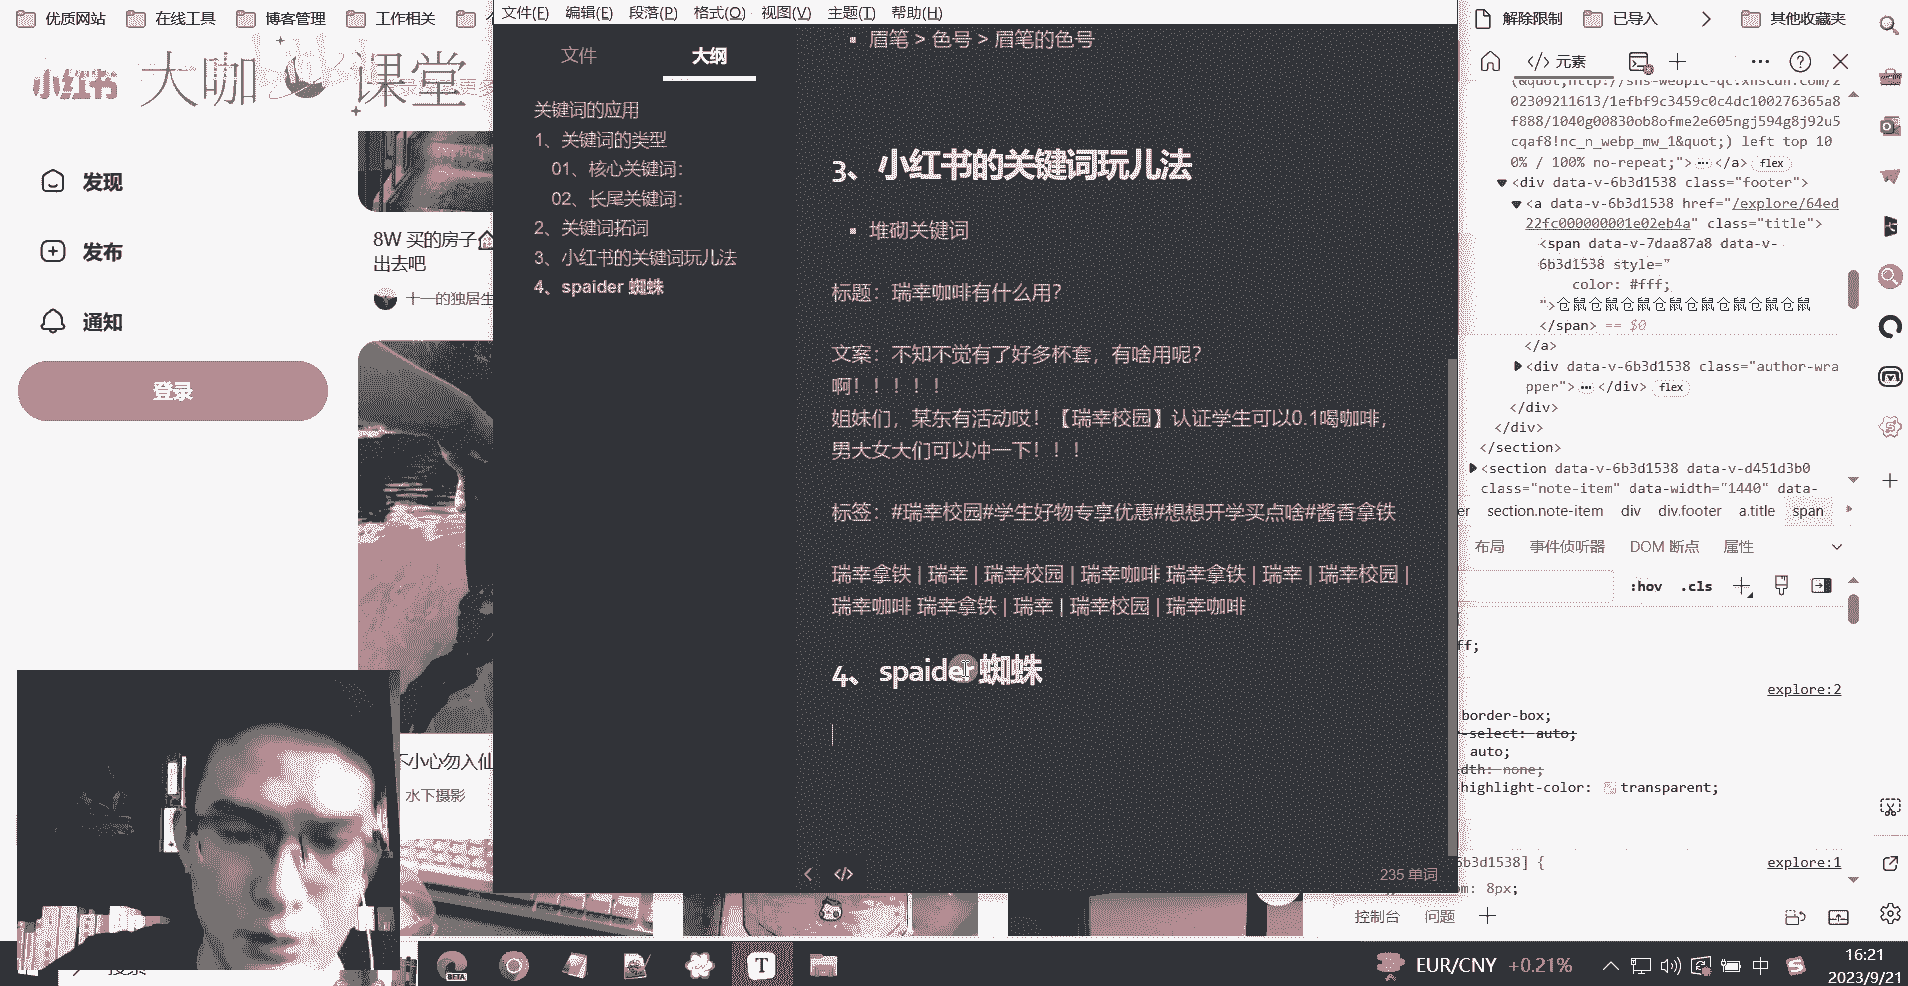 优质网站
在线工具
博客管理
工作相关
小红书
大咖 课堂
发现
发布
通知
登录
8W 买的房子
出去吧
十一的独居生
不小心勿入仙
水下摄影
文件(F) 编辑(E) 段落(P) 格式(O) 视图(V) 主题(T) 帮助(H)
文件 大纲
关键词的应用
1、关键词的类型
01、核心关键词：
02、长尾关键词：
2、关键词拓词
3、小红书的关键词玩儿法
4、spaider 蜘蛛
眉笔 > 色号 > 眉笔的色号
3、小红书的关键词玩儿法
堆砌关键词
标题：瑞幸咖啡有什么用？
文案：不知不觉有了好多杯套，有啥用呢？
啊！！！！！
姐妹们，某东有活动哎！【瑞幸校园】认证学生可以0.1喝咖啡，
男大女大们可以冲一下！！！
标签：#瑞幸校园#学生好物专享优惠#想想开学买点啥#酱香拿铁
瑞幸拿铁 | 瑞幸 | 瑞幸校园 | 瑞幸咖啡 瑞幸拿铁 | 瑞幸 | 瑞幸校园 |
瑞幸咖啡 瑞幸拿铁 | 瑞幸 | 瑞幸校园 | 瑞幸咖啡
4、spaider 蜘蛛
235 单词
解除限制
已导入
其他收藏夹
</> 元素
(&quot;http://sns-webpic-qc.xhscdn.com/2
02309211613/1efbf9c3459c0c4dc100276365a8
f888/1040g00830ob8ofme2e605ngj594g8j92u5
cqaf8!nc_n_webp_mw_1&quot;) left top 10
0% / 100% no-repeat;">⋯</a> flex
<div data-v-6b3d1538 class="footer">
<a data-v-6b3d1538 href="/explore/64ed
22fc000000001e02eb4a" class="title">
<span data-v-7daa87a8 data-v-
6b3d1538 style="
color: #fff;
">仓鼠仓鼠仓鼠仓鼠仓鼠仓鼠仓鼠仓鼠
</span> == $0
</a>
<div data-v-6b3d1538 class="author-wra
pper">⋯</div> flex
</div>
</div>
</section>
<section data-v-6b3d1538 data-v-d451d3b0
class="note-item" data-width="1440" data-
er section.note-item div div.footer a.title span
布局 事件侦听器 DOM 断点 属性
:hov .cls
ff;
explore:2
border-box;
-select: auto;
auto;
dth: none;
highlight-color: transparent;
6b3d1538] {
explore:1
om: 8px;
控制台 问题
BETA
T
EUR/CNY +0.21%
中
16:21
2023/9/21